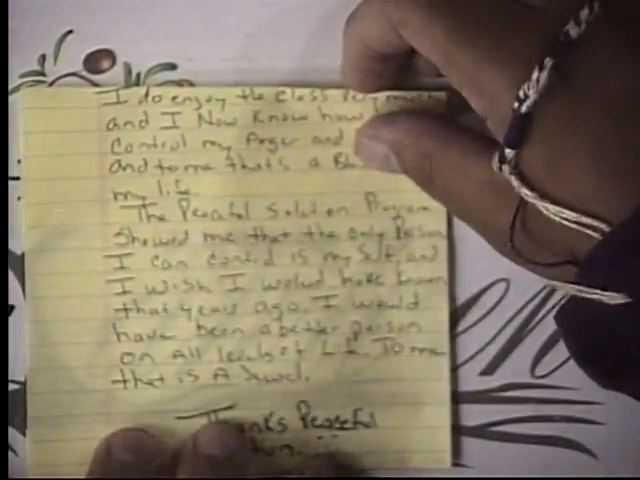 I do enjoy the class very much
and I Now Know how
control my Anger and
and to me that's a
my life
The Peaceful Solution Program
Showed me that the only Person
I can control is my Self and
I wish I wolud have known
that years ago. I would
have been a better person
on All levels of Life. To me
that is A Jewel.
Thanks Peaceful